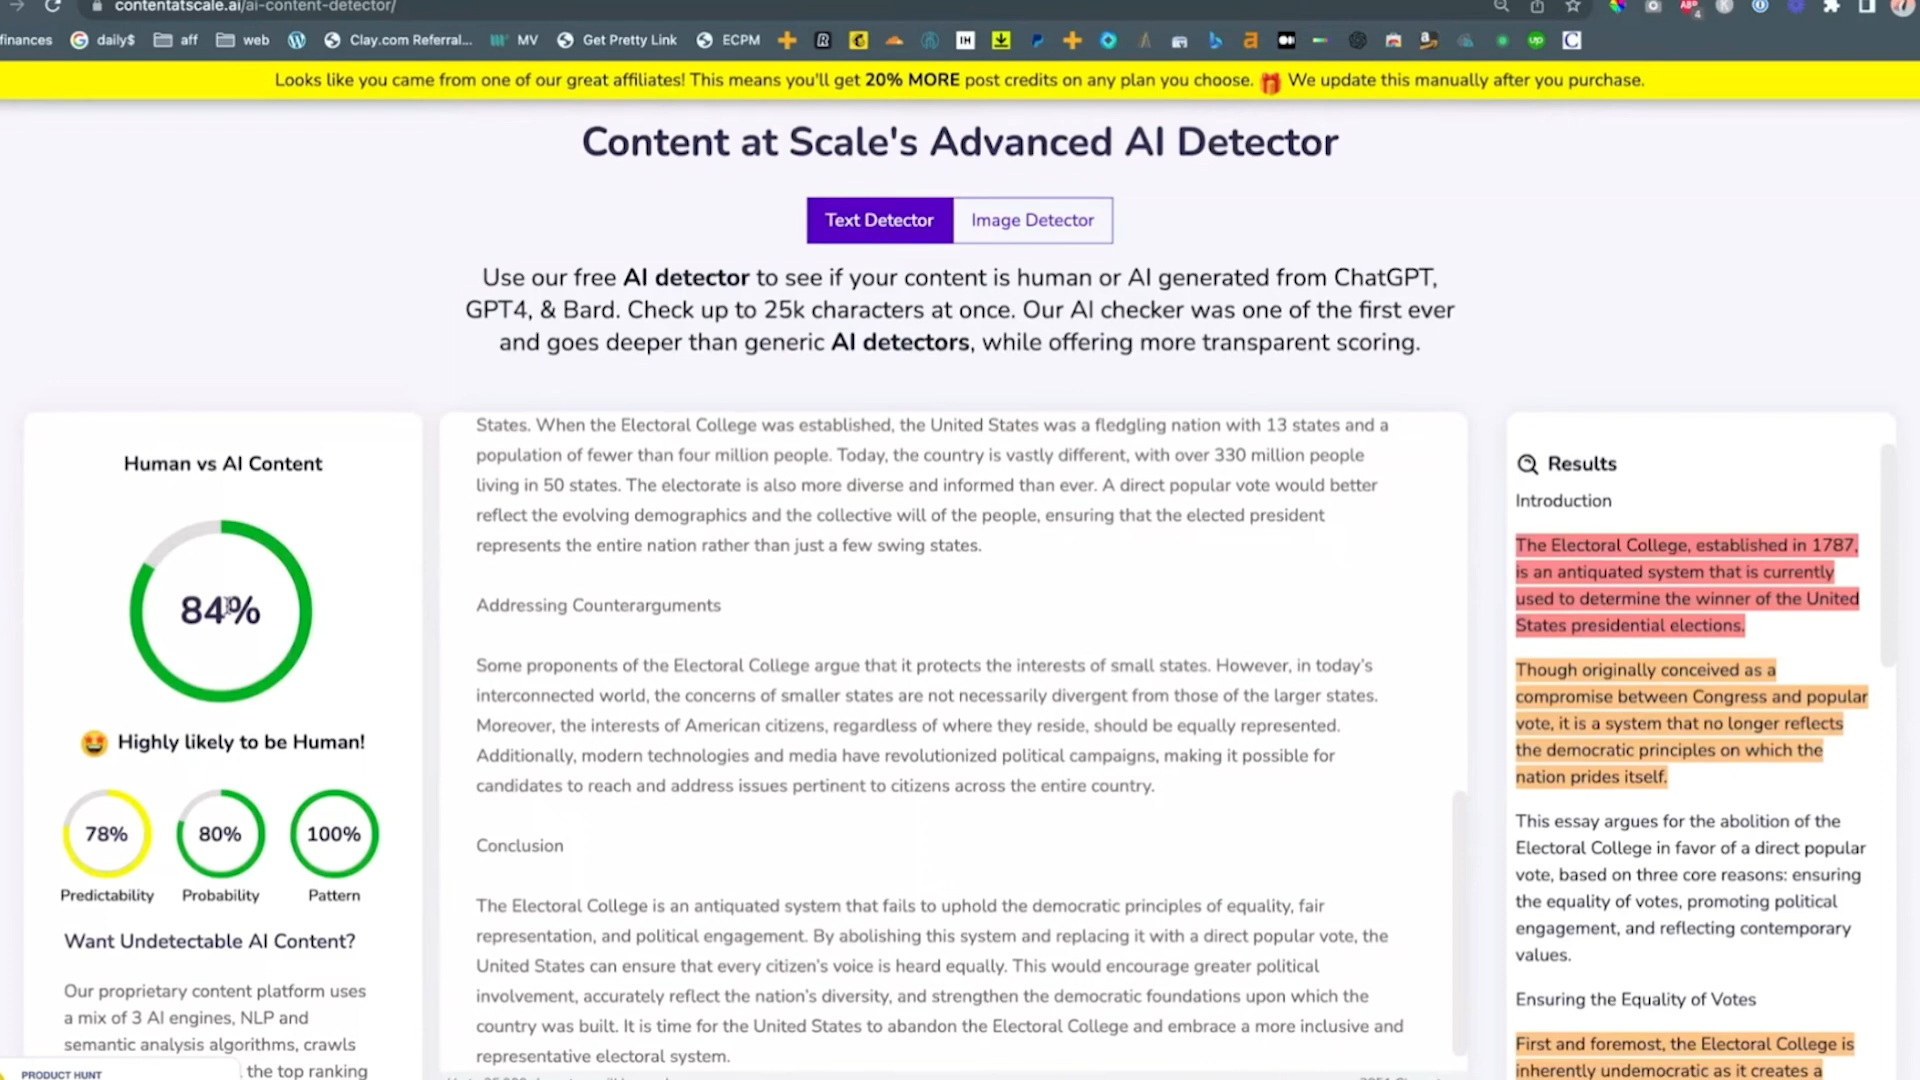 contentatscale.ai/ai-content-detector/
finances daily$ aff web Clay.com Referral... MV Get Pretty Link ECPM IH up
Looks like you came from one of our great affiliates! This means you'll get 20% MORE post credits on any plan you choose. We update this manually after you purchase.
Content at Scale's Advanced AI Detector
Text Detector Image Detector
Use our free AI detector to see if your content is human or AI generated from ChatGPT,
GPT4, & Bard. Check up to 25k characters at once. Our AI checker was one of the first ever
and goes deeper than generic AI detectors, while offering more transparent scoring.
Human vs AI Content
84%
Highly likely to be Human!
78% 80% 100%
Predictability Probability Pattern
Want Undetectable AI Content?
Our proprietary content platform uses
a mix of 3 AI engines, NLP and
semantic analysis algorithms, crawls
the top ranking
PRODUCT HUNT
States. When the Electoral College was established, the United States was a fledgling nation with 13 states and a
population of fewer than four million people. Today, the country is vastly different, with over 330 million people
living in 50 states. The electorate is also more diverse and informed than ever. A direct popular vote would better
reflect the evolving demographics and the collective will of the people, ensuring that the elected president
represents the entire nation rather than just a few swing states.
Addressing Counterarguments
Some proponents of the Electoral College argue that it protects the interests of small states. However, in today's
interconnected world, the concerns of smaller states are not necessarily divergent from those of the larger states.
Moreover, the interests of American citizens, regardless of where they reside, should be equally represented.
Additionally, modern technologies and media have revolutionized political campaigns, making it possible for
candidates to reach and address issues pertinent to citizens across the entire country.
Conclusion
The Electoral College is an antiquated system that fails to uphold the democratic principles of equality, fair
representation, and political engagement. By abolishing this system and replacing it with a direct popular vote, the
United States can ensure that every citizen's voice is heard equally. This would encourage greater political
involvement, accurately reflect the nation's diversity, and strengthen the democratic foundations upon which the
country was built. It is time for the United States to abandon the Electoral College and embrace a more inclusive and
representative electoral system.
Results
Introduction
The Electoral College, established in 1787,
is an antiquated system that is currently
used to determine the winner of the United
States presidential elections.
Though originally conceived as a
compromise between Congress and popular
vote, it is a system that no longer reflects
the democratic principles on which the
nation prides itself.
This essay argues for the abolition of the
Electoral College in favor of a direct popular
vote, based on three core reasons: ensuring
the equality of votes, promoting political
engagement, and reflecting contemporary
values.
Ensuring the Equality of Votes
First and foremost, the Electoral College is
inherently undemocratic as it creates a